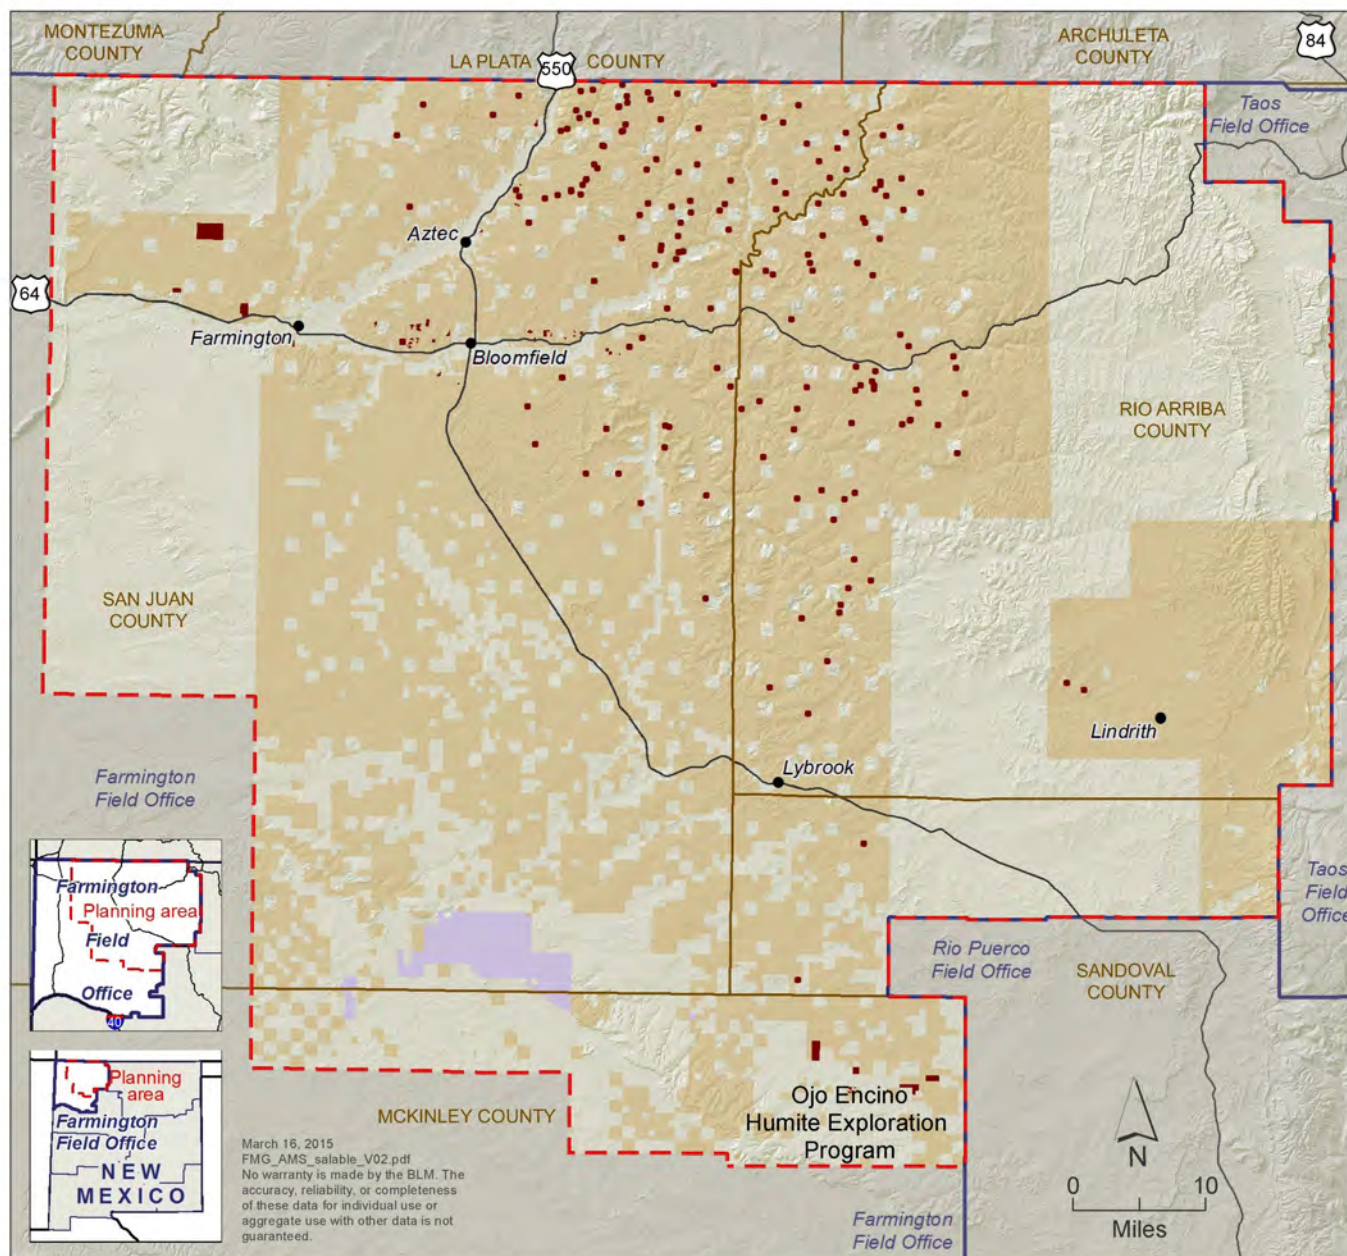 MONTEZUMA
COUNTY
LA PLATA
COUNTY
550
ARCHULETA
COUNTY
84
Taos
Field Office
Aztec
64
Farmington
Bloomfield
RIO ARRIBA
COUNTY
SAN JUAN
COUNTY
Lindrith
Lybrook
Farmington
Field Office
Farmington
Planning area
Field
Office
40
Taos
Field
Office
Rio Puerco
Field Office
SANDOVAL
COUNTY
Planning
area
Farmington
Field Office
NEW
MEXICO
MCKINLEY COUNTY
Ojo Encino
Humite Exploration
Program
March 16, 2015
FMG_AMS_salable_V02.pdf
No warranty is made by the BLM. The
accuracy, reliability, or completeness
of these data for individual use or
aggregate use with other data is not
guaranteed.
N
0 10
Miles
Farmington
Field Office